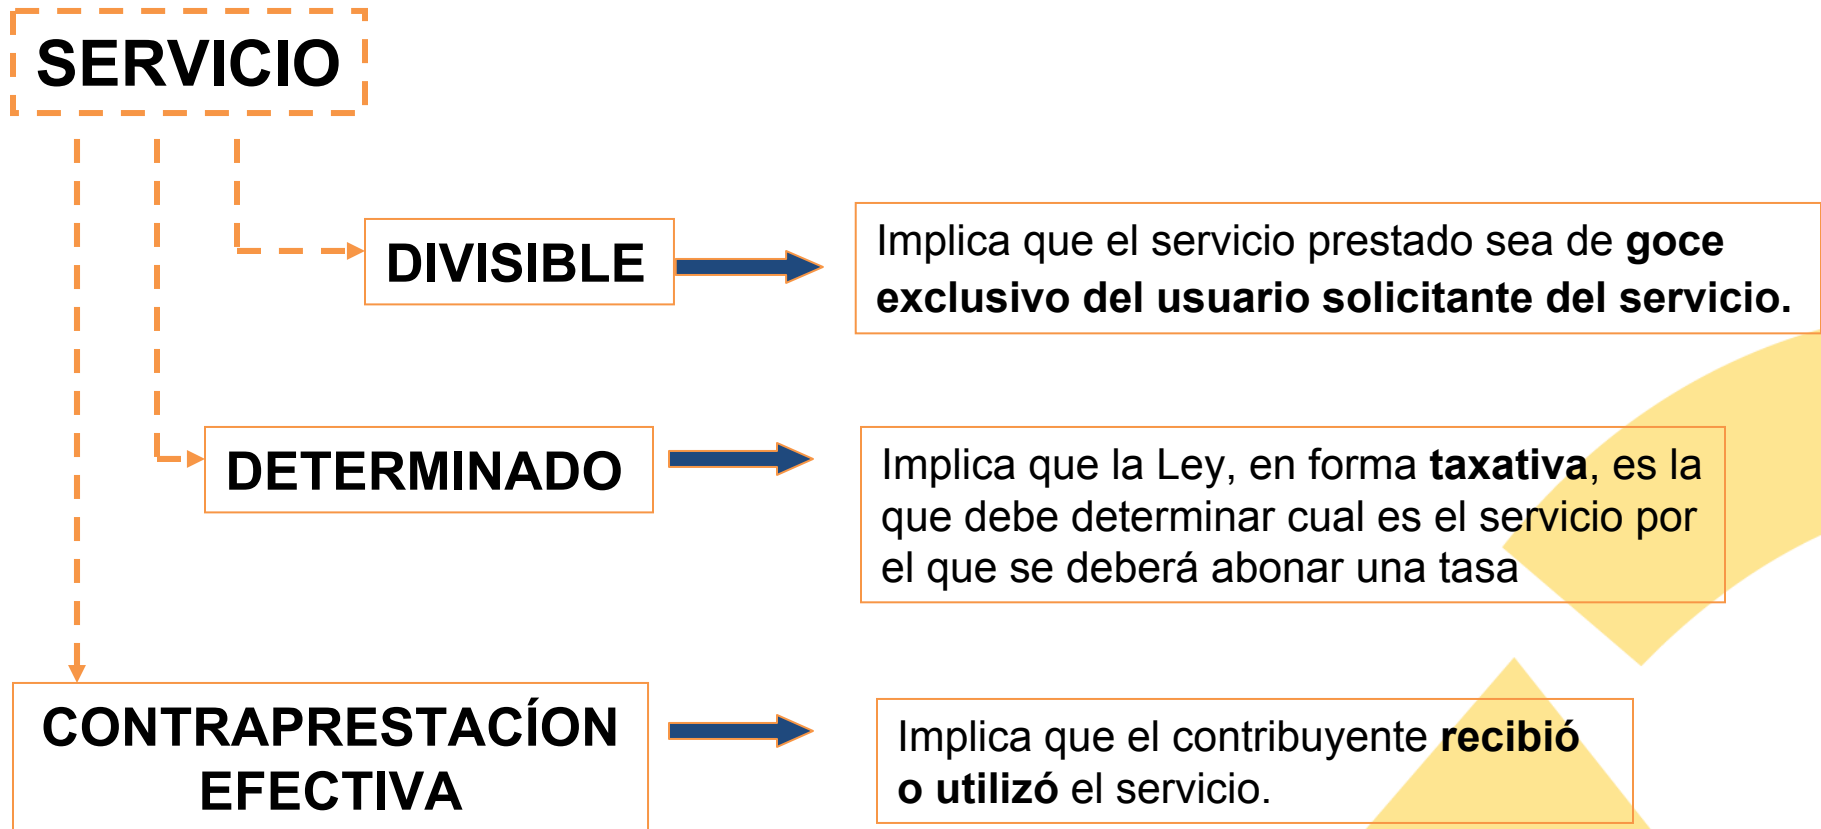 SERVICIO
DIVISIBLE
Implica que el servicio prestado sea de goce
exclusivo del usuario solicitante del servicio.
DETERMINADO
Implica que la Ley, en forma taxativa, es la
que debe determinar cual es el servicio por
el que se deberá abonar una tasa
CONTRAPRESTACÍON
EFECTIVA
Implica que el contribuyente recibió
o utilizó el servicio.